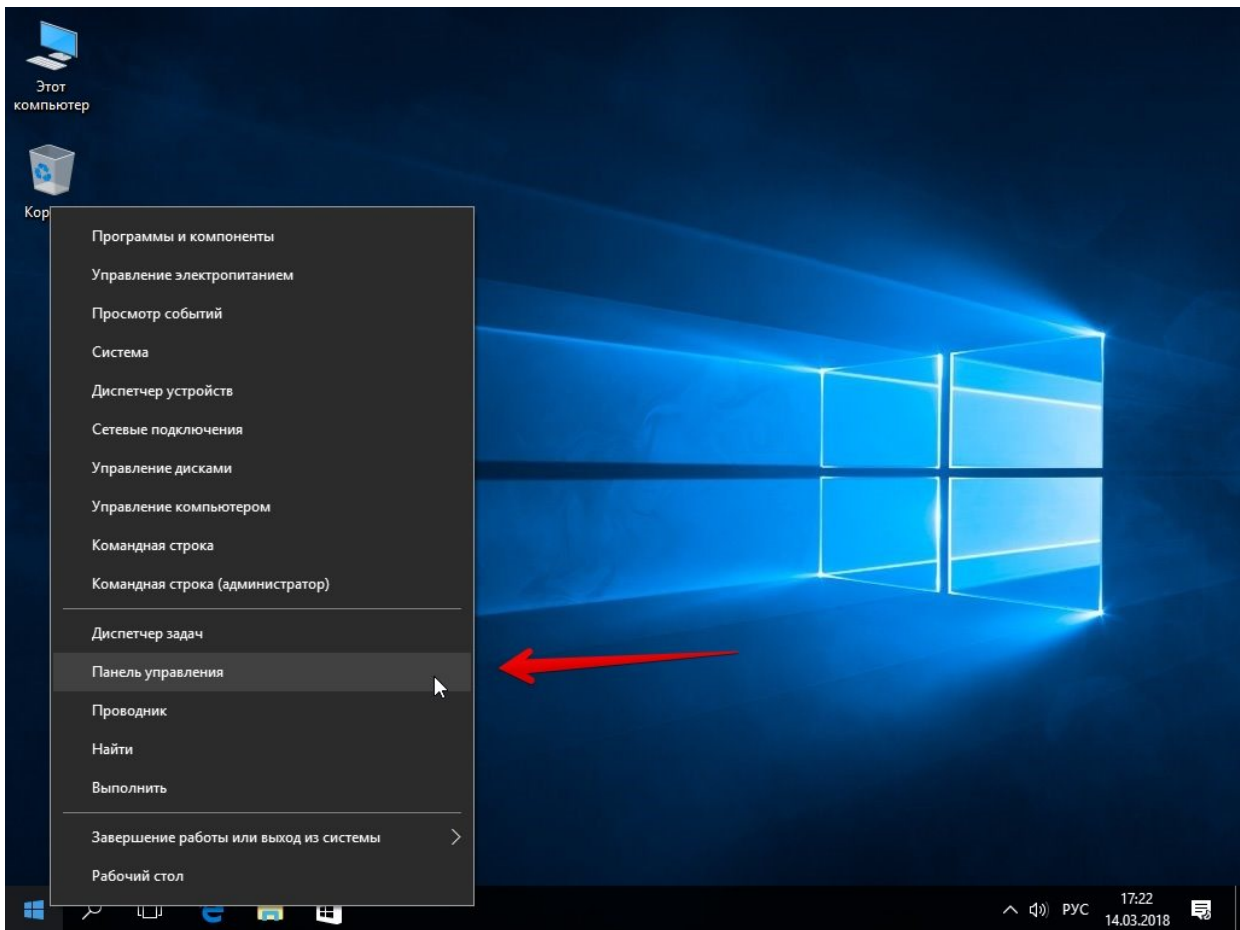 Этот
компьютер
Программы и компоненты
Управление электропитанием
Просмотр событий
Система
Диспетчер устройств
Сетевые подключения
Управление дисками
Управление компьютером
Командная строка
Командная строка (администратор)
Диспетчер задач
Панель управления
Проводник
Найти
Выполнить
Завершение работы или выход из системы
Рабочий стол
РУС
17:22
14.03.2018